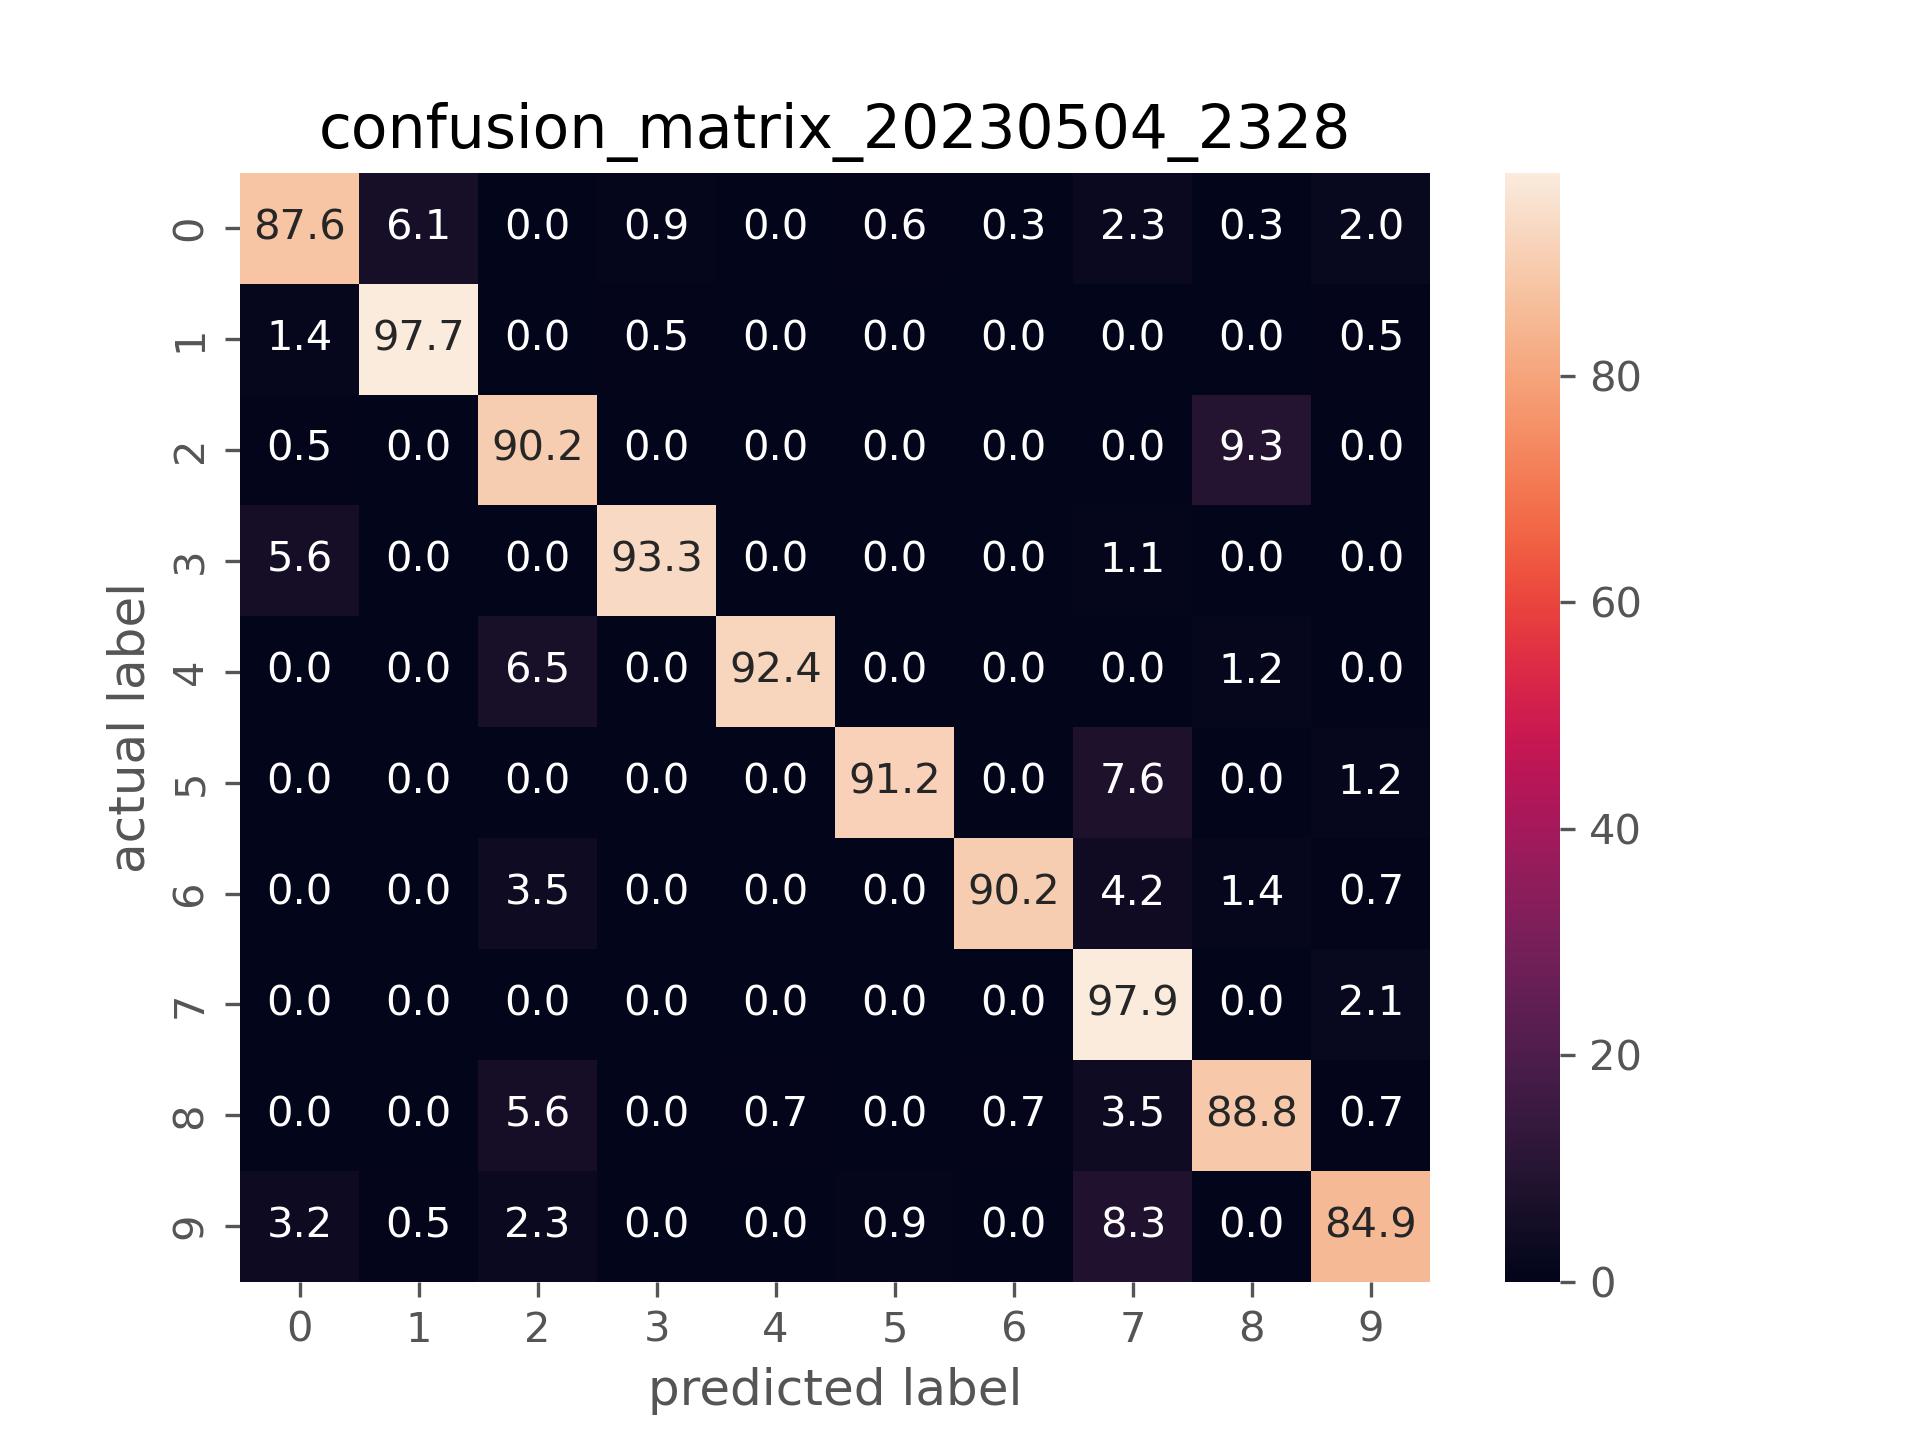 confusion_matrix_20230504_2328
0 87.6 6.1 0.0 0.9 0.0 0.6 0.3 2.3 0.3 2.0
1 1.4 97.7 0.0 0.5 0.0 0.0 0.0 0.0 0.0 0.5
80
2 0.5 0.0 90.2 0.0 0.0 0.0 0.0 0.0 9.3 0.0
3 5.6 0.0 0.0 93.3 0.0 0.0 0.0 1.1 0.0 0.0
60
4 0.0 0.0 6.5 0.0 92.4 0.0 0.0 0.0 1.2 0.0
actual label
5 0.0 0.0 0.0 0.0 0.0 91.2 0.0 7.6 0.0 1.2
40
6 0.0 0.0 3.5 0.0 0.0 0.0 90.2 4.2 1.4 0.7
7 0.0 0.0 0.0 0.0 0.0 0.0 0.0 97.9 0.0 2.1
20
8 0.0 0.0 5.6 0.0 0.7 0.0 0.7 3.5 88.8 0.7
9 3.2 0.5 2.3 0.0 0.0 0.9 0.0 8.3 0.0 84.9
0
0 1 2 3 4 5 6 7 8 9
predicted label